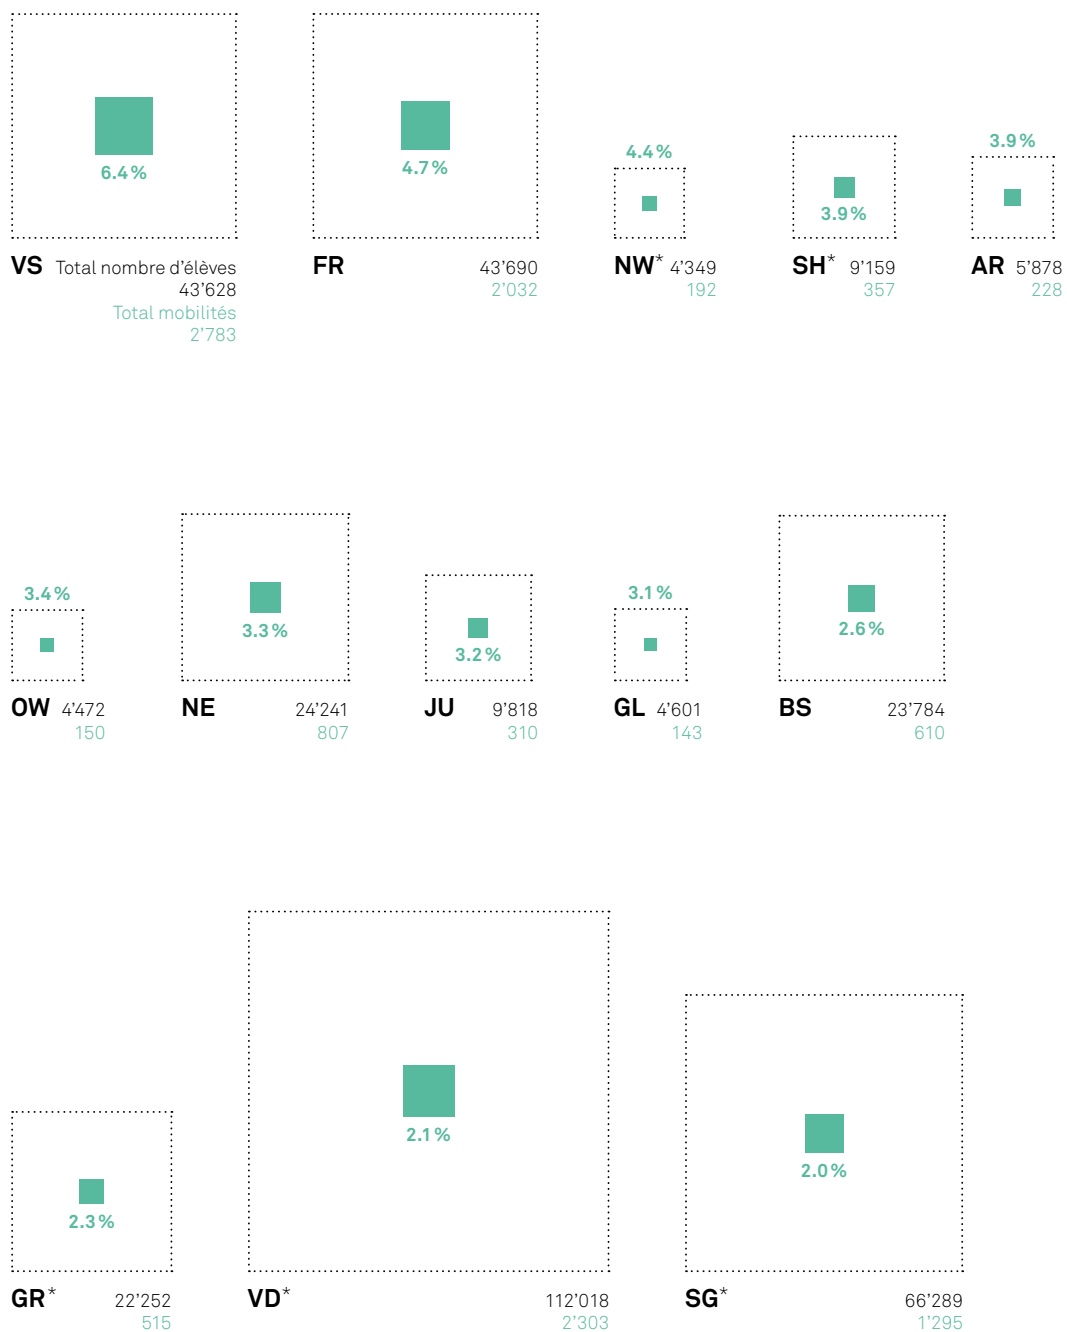 6.4%
4.7%
4.4%
3.9%
3.9%
VS Total nombre d’élèves
43’628
Total mobilités
2’783
FR 43’690
2’032
NW* 4’349
192
SH* 9’159
357
AR 5’878
228
3.4%
3.3%
3.2%
3.1%
2.6%
OW 4’472
150
NE 24’241
807
JU 9’818
310
GL 4’601
143
BS 23’784
610
2.3%
2.1%
2.0%
GR* 22’252
515
VD* 112’018
2’303
SG* 66’289
1’295